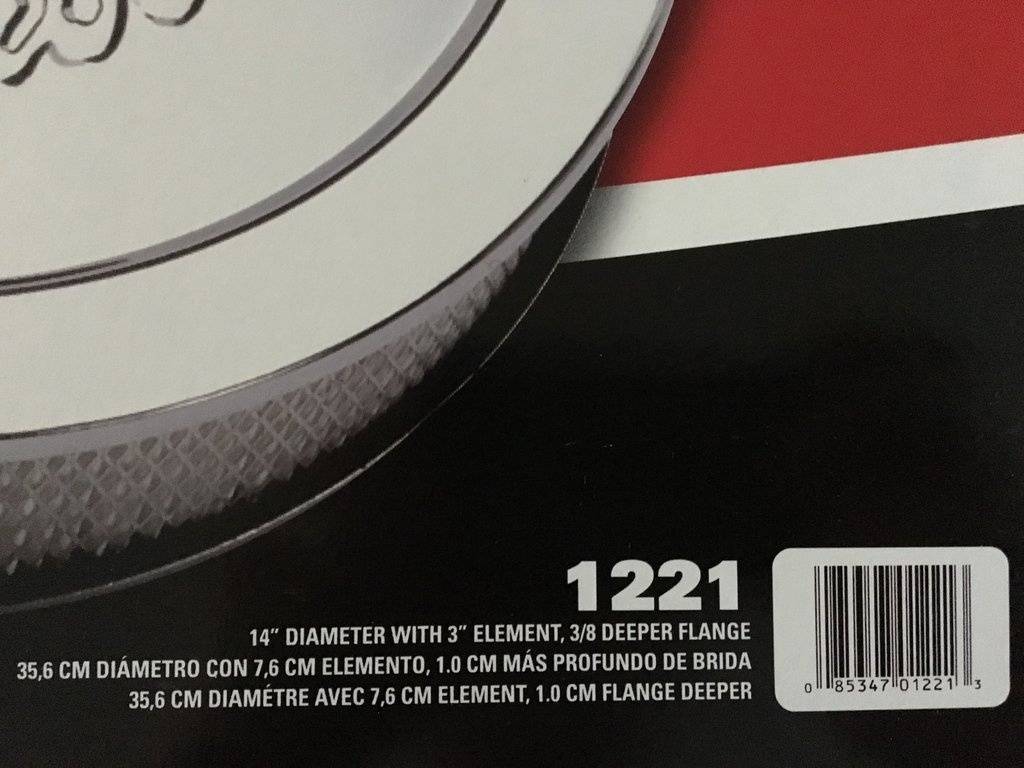 1221
14" DIAMETER WITH 3" ELEMENT, 3/8 DEEPER FLANGE
35,6 CM DIÁMETRO CON 7,6 CM ELEMENTO, 1.0 CM MÁS PROFUNDO DE BRIDA
35,6 CM DIAMÉTRE AVEC 7,6 CM ELEMENT, 1.0 CM FLANGE DEEPER
0 85347 01221 3